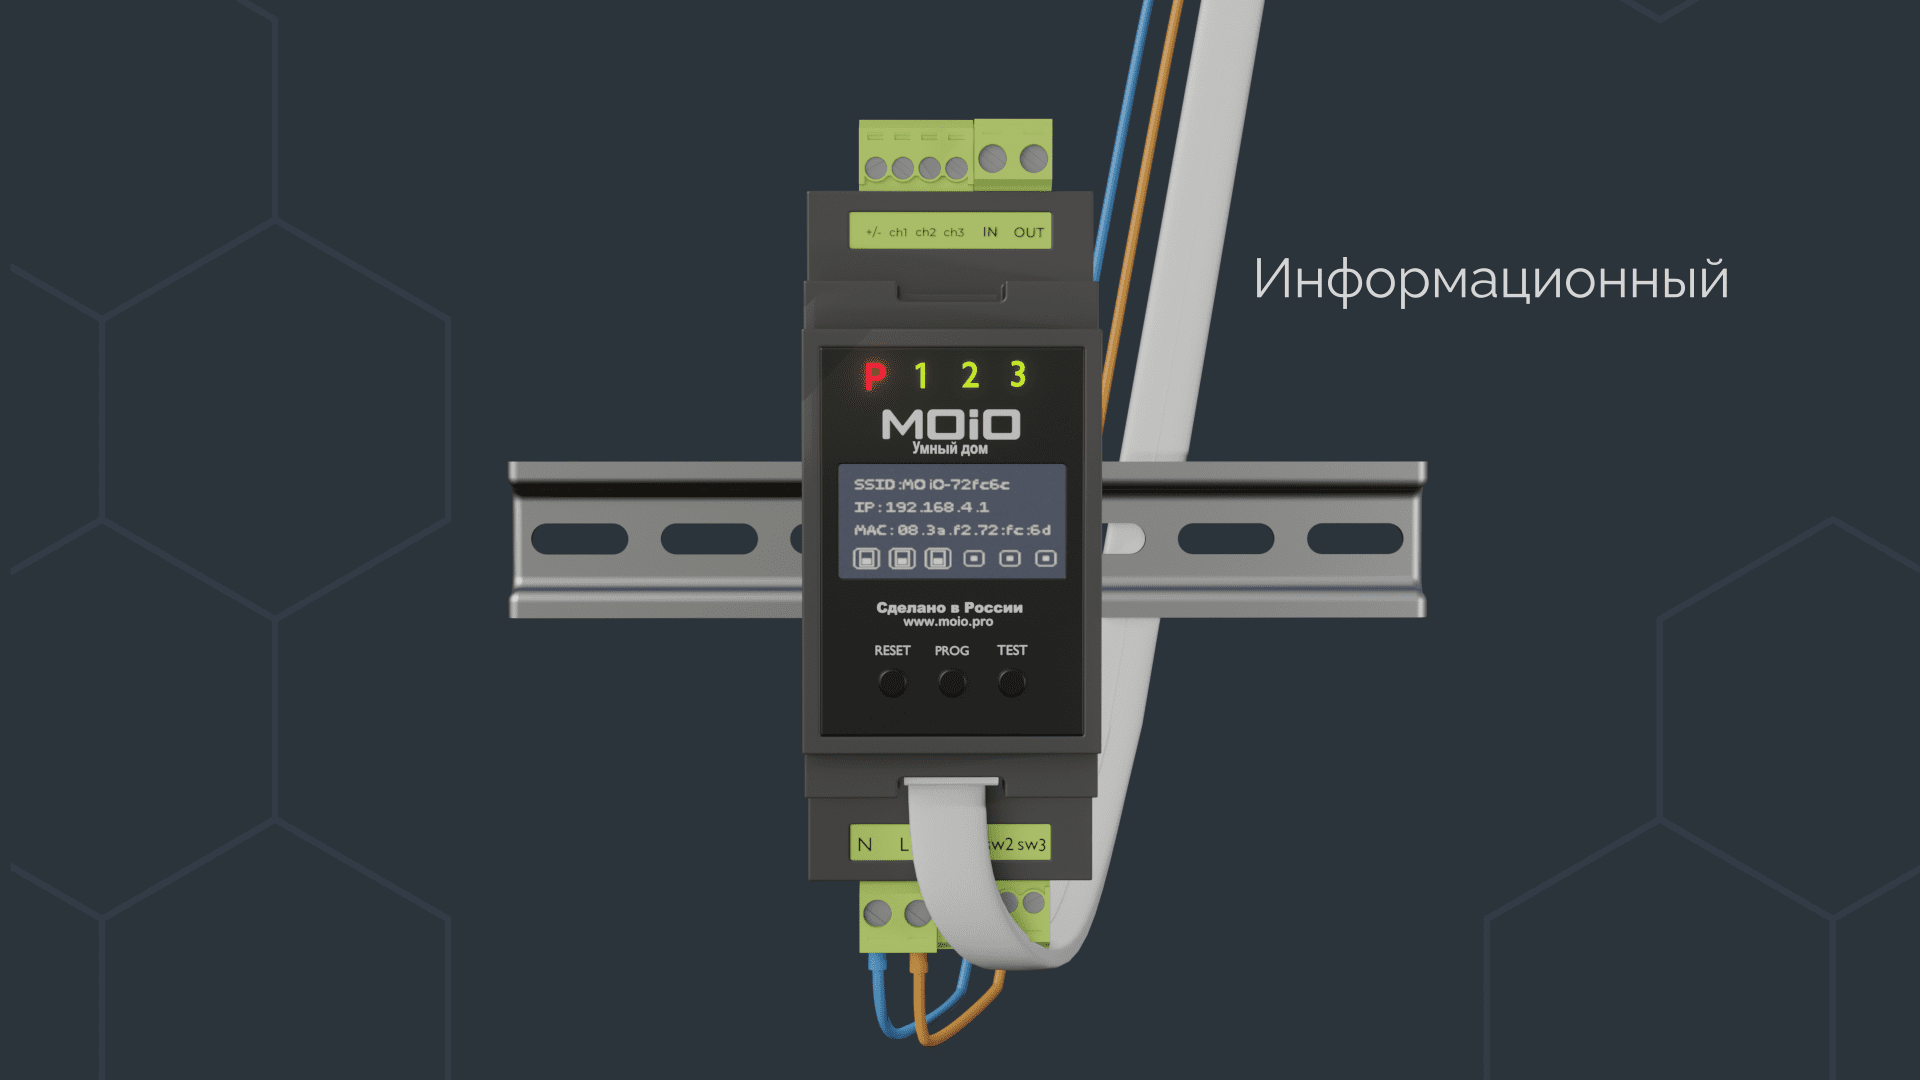 Информационный
+/- ch1 ch2 ch3 IN OUT
P 1 2 3
MOiO
Умный дом
SSID:MOiO-72fc6c
IP:192.168.4.1
MAC:08.3a.f2.72:fc:6d
Сделано в России
www.moio.pro
RESET PROG TEST
N L sw2 sw3